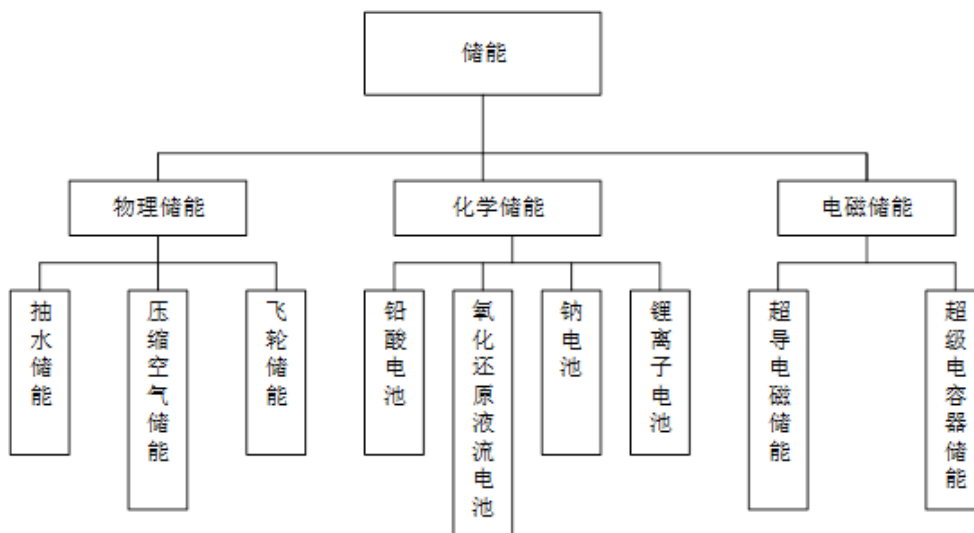 储能
物理储能
化学储能
电磁储能
抽水储能
压缩空气储能
飞轮储能
铅酸电池
氧化还原液流电池
钠电池
锂离子电池
超导电磁储能
超级电容器储能